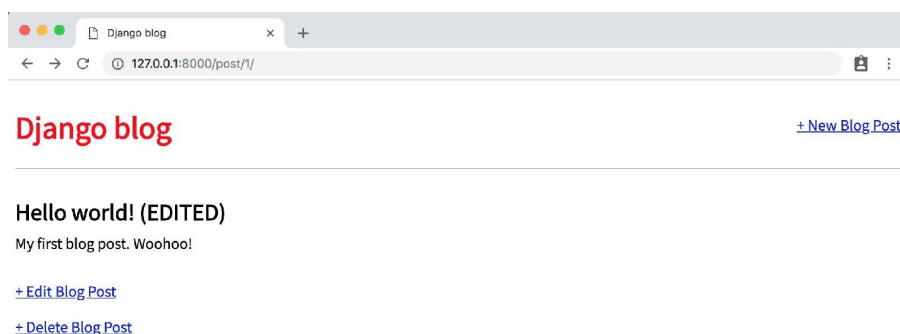 Django blog
127.0.0.1:8000/post/1/
Django blog
+ New Blog Post
Hello world! (EDITED)
My first blog post. Woohoo!
+ Edit Blog Post
+ Delete Blog Post